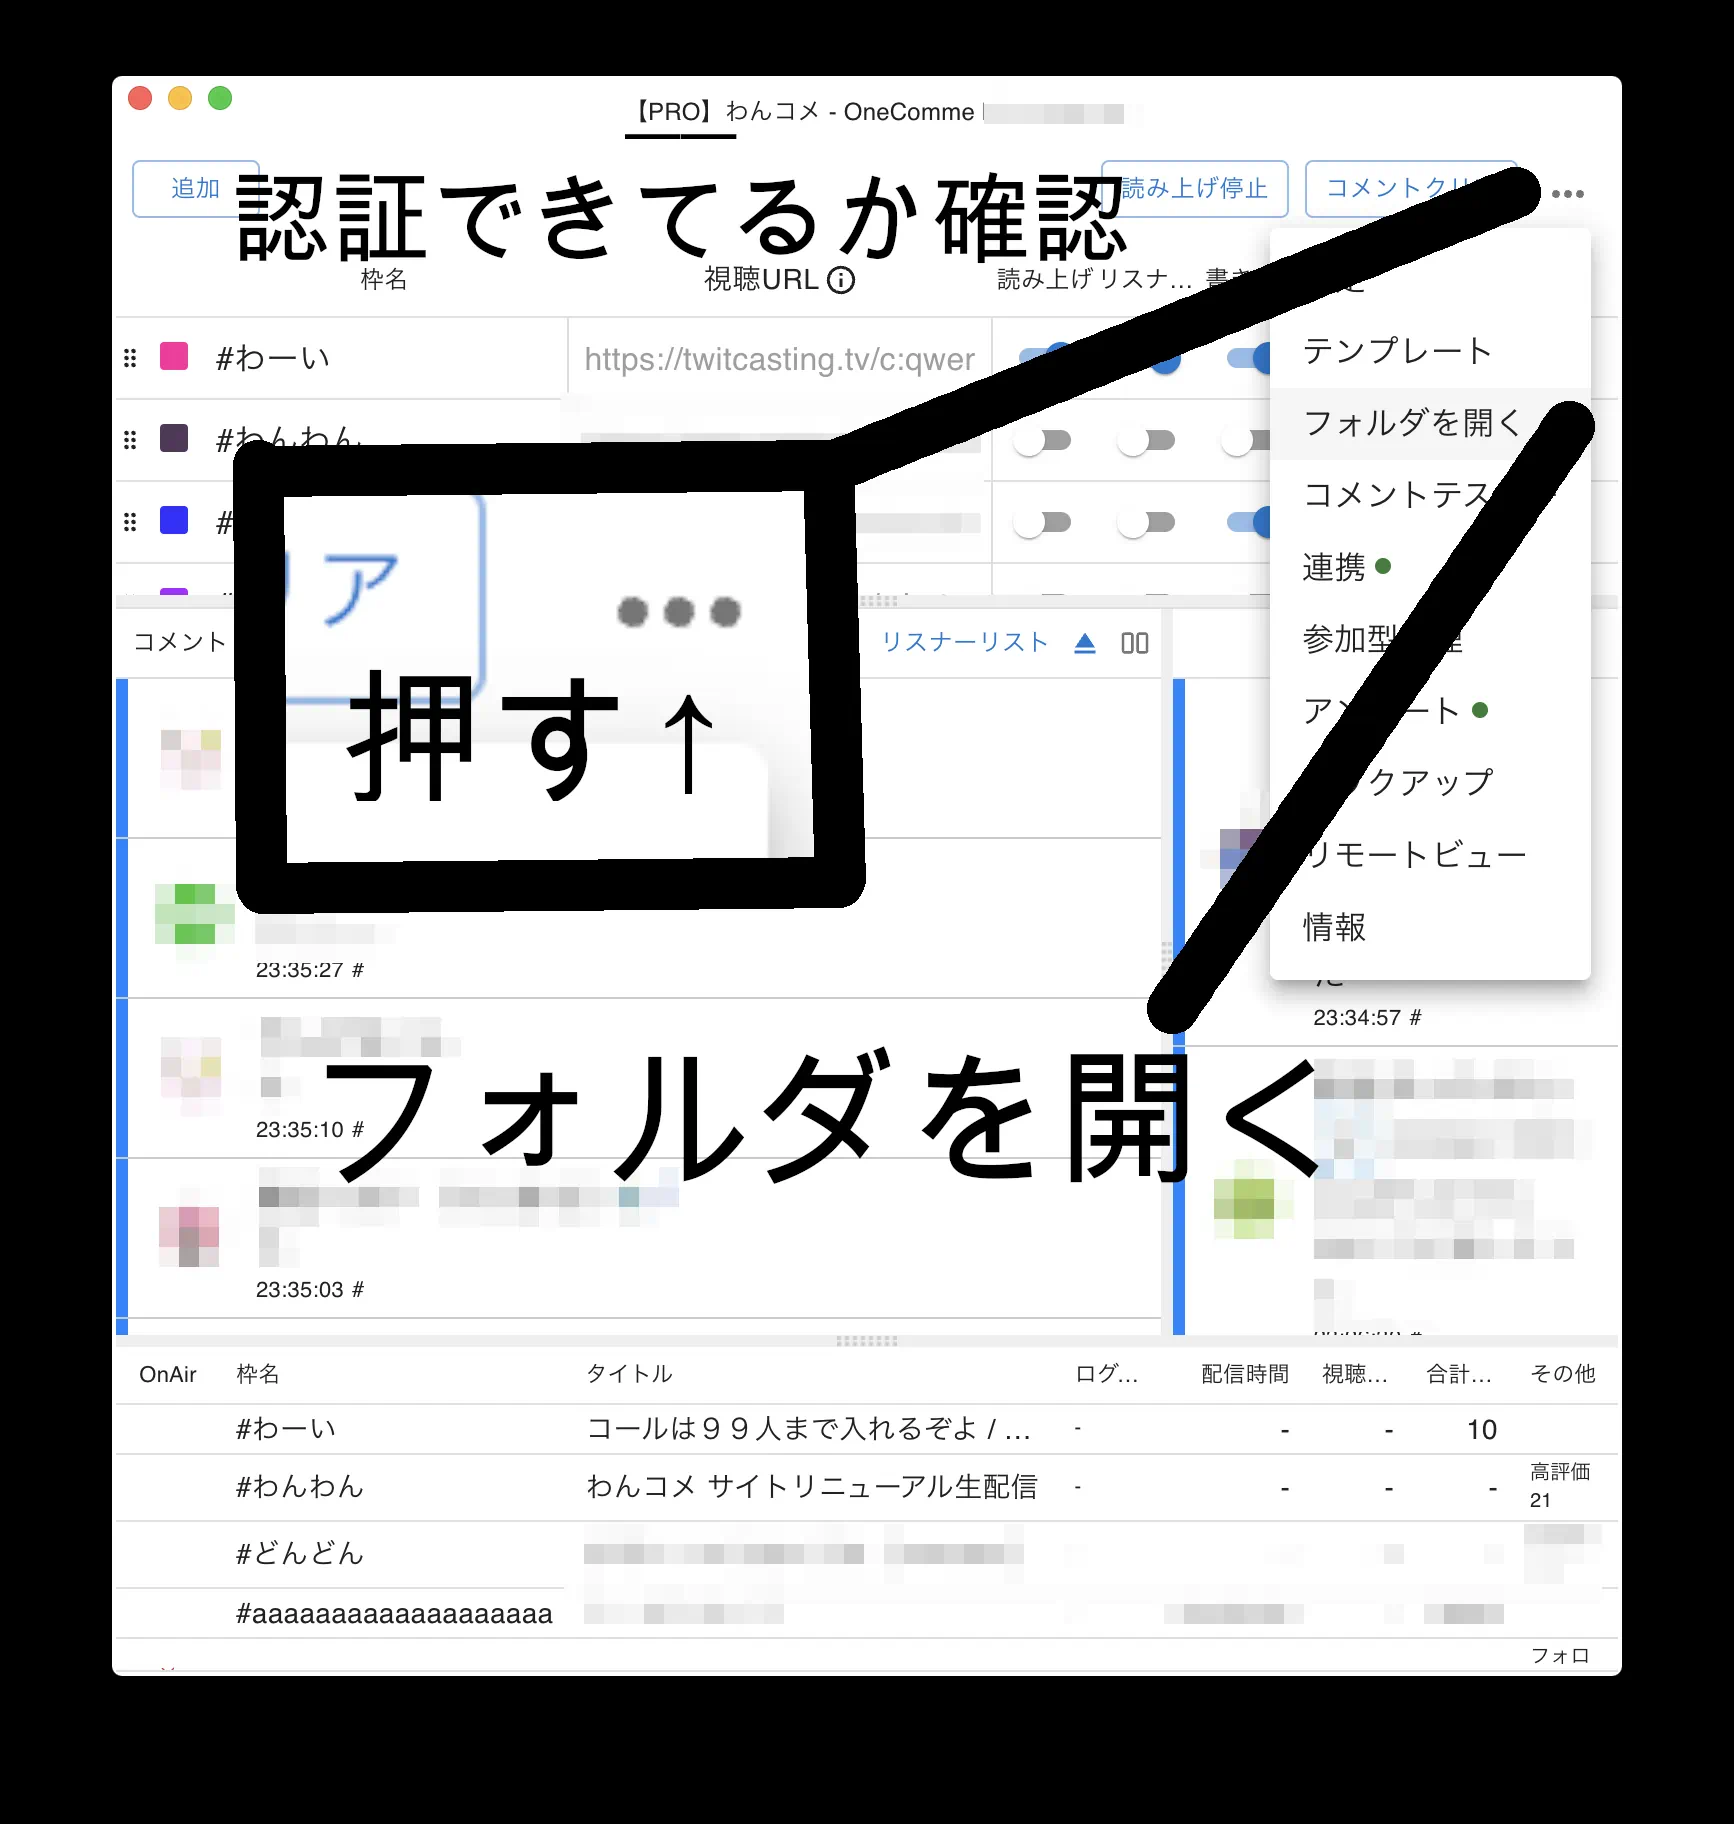 【PRO】わんコメ - OneComme
追加
認証できてるか確認
読み上げ停止
コメントクリ
枠名
視聴URL
読み上げ
リスナ…
テンプレート
フォルダを開く
コメントテス
連携
参加型
アン ート
クアップ
リモートビュー
情報
#わーい
https://twitcasting.tv/c:qwer
#わんわん
#
リア
押す↑
コメント
リスナーリスト
23:35:27 #
23:34:57 #
フォルダを開く
23:35:10 #
23:35:03 #
OnAir 枠名 タイトル ログ… 配信時間 視聴… 合計… その他
#わーい コールは９９人まで入れるぞよ / … - - - 10
#わんわん わんコメ サイトリニューアル生配信 - - - - 高評価
21
#どんどん
#aaaaaaaaaaaaaaaaaaa
フォロ